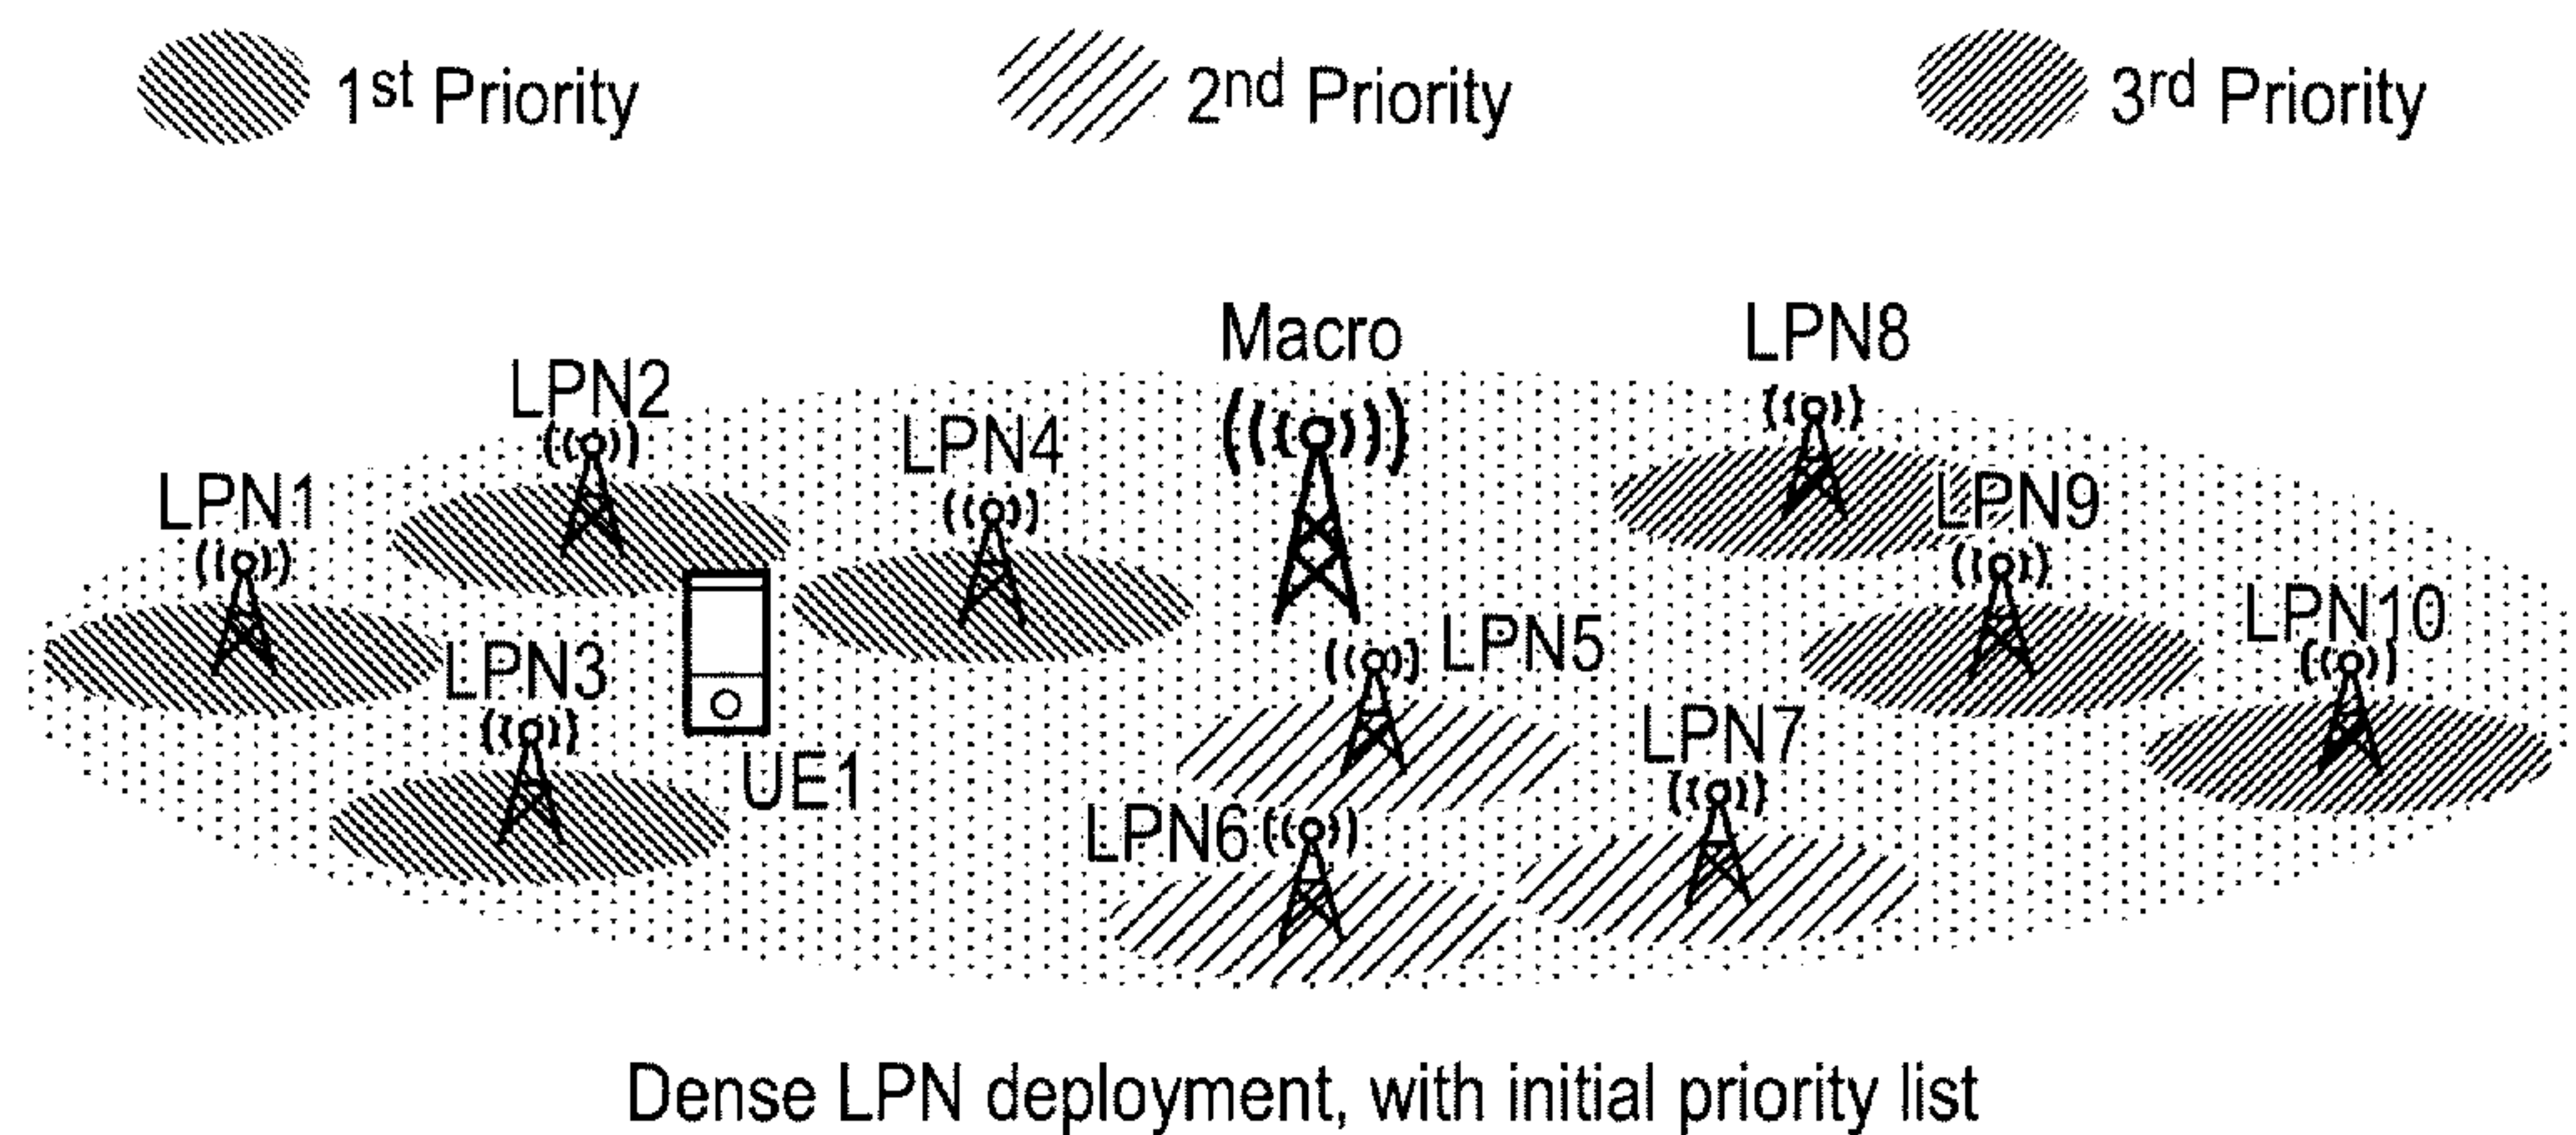 1st Priority
2nd Priority
3rd Priority
Macro
LPN8
LPN2
LPN4
LPN1
LPN9
LPN10
LPN3
LPN5
LPN7
UE1
LPN6
Dense LPN deployment, with initial priority list